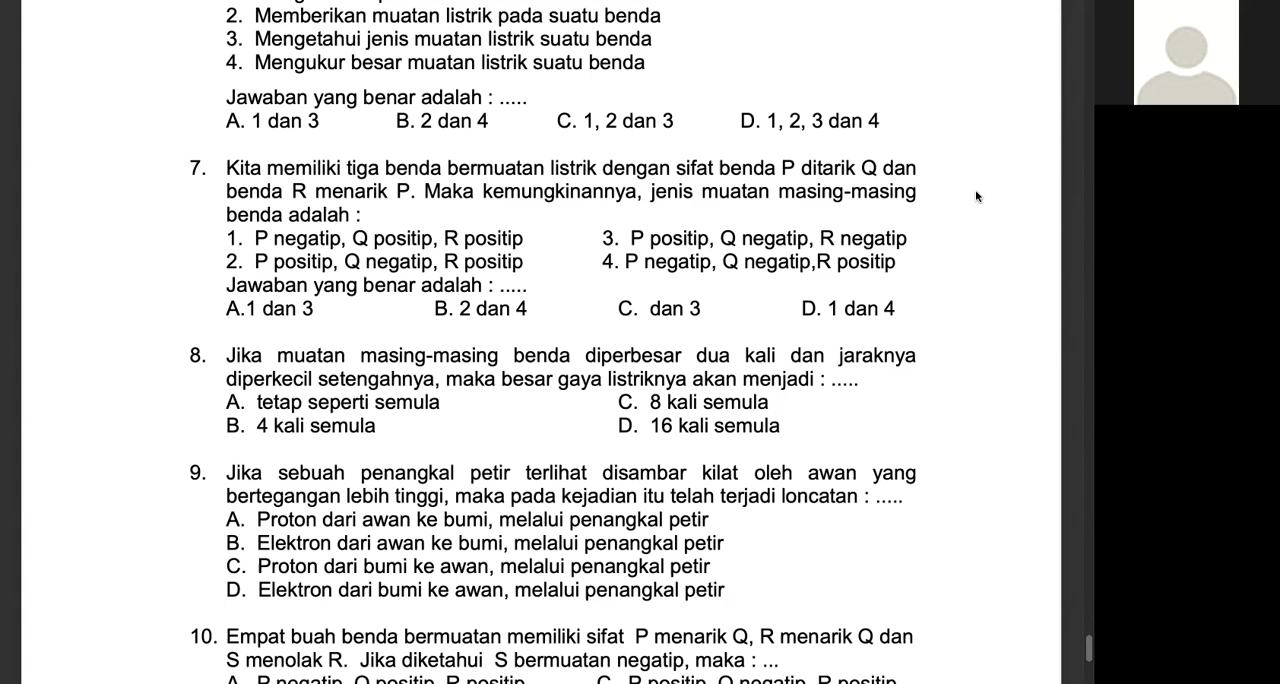 2. Memberikan muatan listrik pada suatu benda
3. Mengetahui jenis muatan listrik suatu benda
4. Mengukur besar muatan listrik suatu benda
Jawaban yang benar adalah : .....
A. 1 dan 3 B. 2 dan 4 C. 1, 2 dan 3 D. 1, 2, 3 dan 4
7. Kita memiliki tiga benda bermuatan listrik dengan sifat benda P ditarik Q dan
benda R menarik P. Maka kemungkinannya, jenis muatan masing-masing
benda adalah :
1. P negatip, Q positip, R positip 3. P positip, Q negatip, R negatip
2. P positip, Q negatip, R positip 4. P negatip, Q negatip,R positip
Jawaban yang benar adalah : .....
A.1 dan 3 B. 2 dan 4 C. dan 3 D. 1 dan 4
8. Jika muatan masing-masing benda diperbesar dua kali dan jaraknya
diperkecil setengahnya, maka besar gaya listriknya akan menjadi : .....
A. tetap seperti semula C. 8 kali semula
B. 4 kali semula D. 16 kali semula
9. Jika sebuah penangkal petir terlihat disambar kilat oleh awan yang
bertegangan lebih tinggi, maka pada kejadian itu telah terjadi loncatan : .....
A. Proton dari awan ke bumi, melalui penangkal petir
B. Elektron dari awan ke bumi, melalui penangkal petir
C. Proton dari bumi ke awan, melalui penangkal petir
D. Elektron dari bumi ke awan, melalui penangkal petir
10. Empat buah benda bermuatan memiliki sifat P menarik Q, R menarik Q dan
S menolak R. Jika diketahui S bermuatan negatip, maka : ...